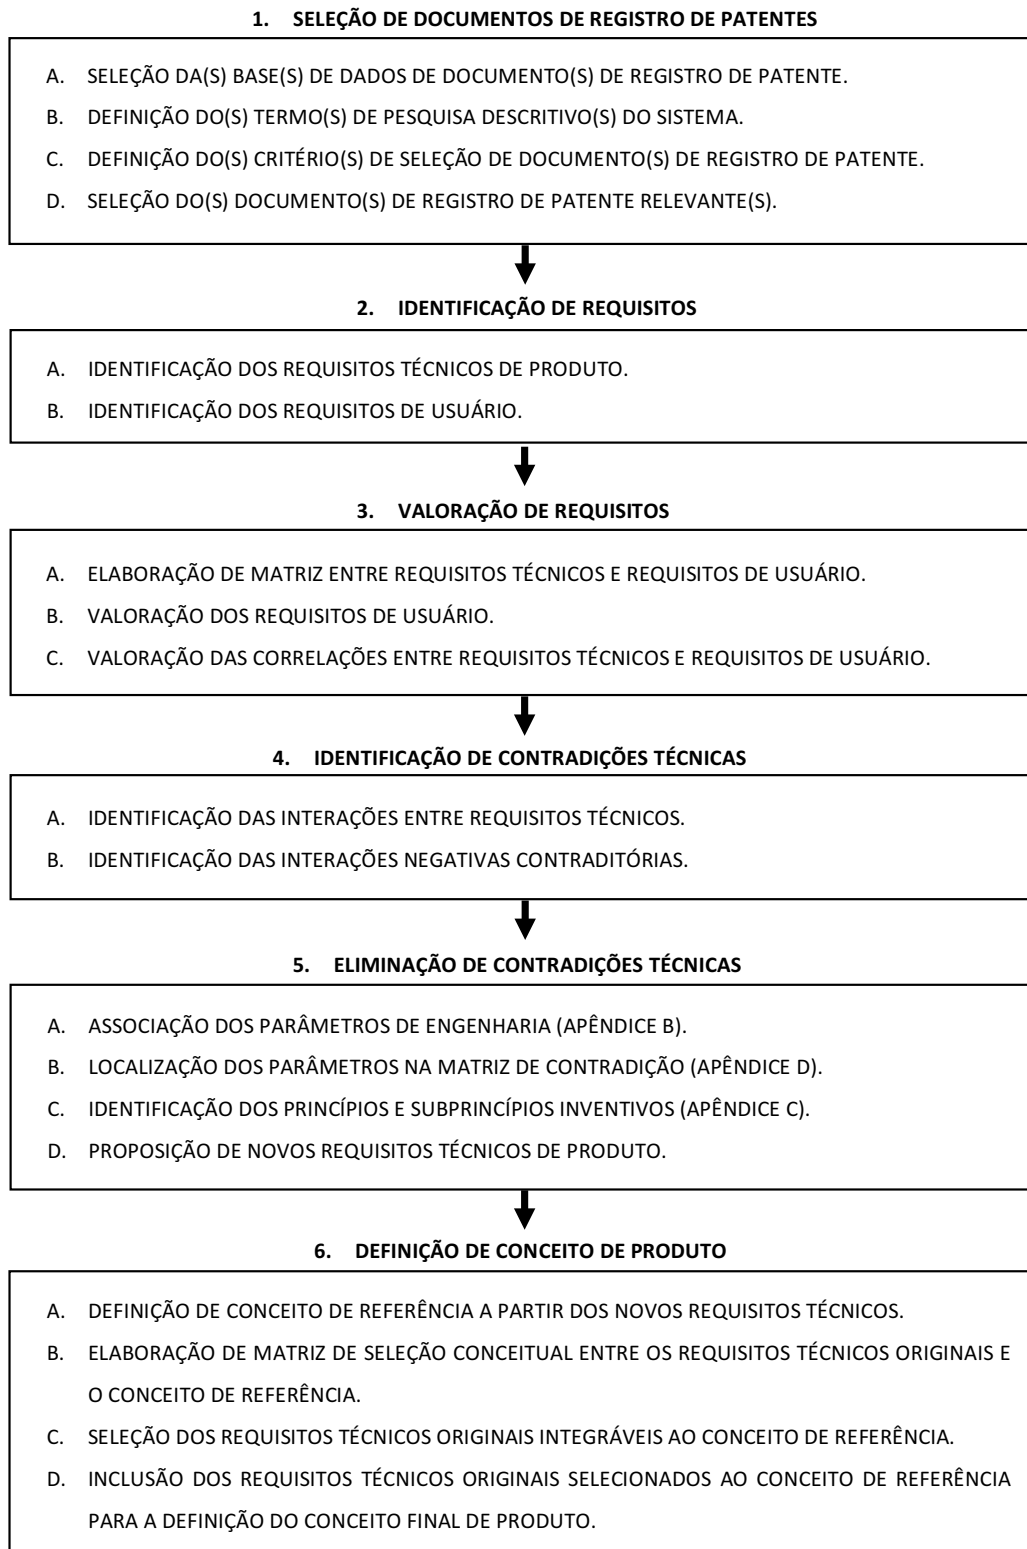 1. SELEÇÃO DE DOCUMENTOS DE REGISTRO DE PATENTES
A. SELEÇÃO DA(S) BASE(S) DE DADOS DE DOCUMENTO(S) DE REGISTRO DE PATENTE.
B. DEFINIÇÃO DO(S) TERMO(S) DE PESQUISA DESCRITIVO(S) DO SISTEMA.
C. DEFINIÇÃO DO(S) CRITÉRIO(S) DE SELEÇÃO DE DOCUMENTO(S) DE REGISTRO DE PATENTE.
D. SELEÇÃO DO(S) DOCUMENTO(S) DE REGISTRO DE PATENTE RELEVANTE(S).
2. IDENTIFICAÇÃO DE REQUISITOS
A. IDENTIFICAÇÃO DOS REQUISITOS TÉCNICOS DE PRODUTO.
B. IDENTIFICAÇÃO DOS REQUISITOS DE USUÁRIO.
3. VALORAÇÃO DE REQUISITOS
A. ELABORAÇÃO DE MATRIZ ENTRE REQUISITOS TÉCNICOS E REQUISITOS DE USUÁRIO.
B. VALORAÇÃO DOS REQUISITOS DE USUÁRIO.
C. VALORAÇÃO DAS CORRELAÇÕES ENTRE REQUISITOS TÉCNICOS E REQUISITOS DE USUÁRIO.
4. IDENTIFICAÇÃO DE CONTRADIÇÕES TÉCNICAS
A. IDENTIFICAÇÃO DAS INTERAÇÕES ENTRE REQUISITOS TÉCNICOS.
B. IDENTIFICAÇÃO DAS INTERAÇÕES NEGATIVAS CONTRADITÓRIAS.
5. ELIMINAÇÃO DE CONTRADIÇÕES TÉCNICAS
A. ASSOCIAÇÃO DOS PARÂMETROS DE ENGENHARIA (APÊNDICE B).
B. LOCALIZAÇÃO DOS PARÂMETROS NA MATRIZ DE CONTRADIÇÃO (APÊNDICE D).
C. IDENTIFICAÇÃO DOS PRINCÍPIOS E SUBPRINCÍPIOS INVENTIVOS (APÊNDICE C).
D. PROPOSIÇÃO DE NOVOS REQUISITOS TÉCNICOS DE PRODUTO.
6. DEFINIÇÃO DE CONCEITO DE PRODUTO
A. DEFINIÇÃO DE CONCEITO DE REFERÊNCIA A PARTIR DOS NOVOS REQUISITOS TÉCNICOS.
B. ELABORAÇÃO DE MATRIZ DE SELEÇÃO CONCEITUAL ENTRE OS REQUISITOS TÉCNICOS ORIGINAIS E
O CONCEITO DE REFERÊNCIA.
C. SELEÇÃO DOS REQUISITOS TÉCNICOS ORIGINAIS INTEGRÁVEIS AO CONCEITO DE REFERÊNCIA.
D. INCLUSÃO DOS REQUISITOS TÉCNICOS ORIGINAIS SELECIONADOS AO CONCEITO DE REFERÊNCIA
PARA A DEFINIÇÃO DO CONCEITO FINAL DE PRODUTO.